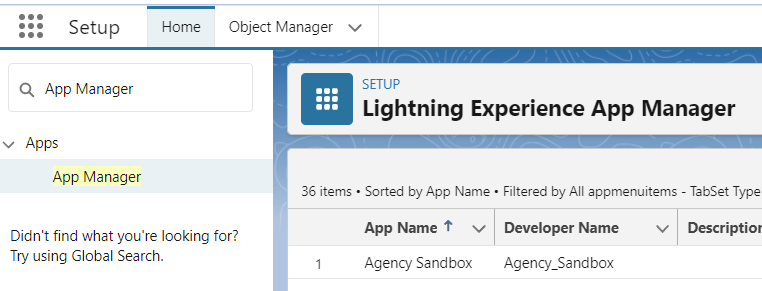 Setup Home Object Manager
App Manager
Apps
App Manager
Didn't find what you're looking for?
Try using Global Search.
SETUP
Lightning Experience App Manager
36 items • Sorted by App Name • Filtered by All appmenuitems - TabSet Type
App Name Developer Name Description
1 Agency Sandbox Agency_Sandbox